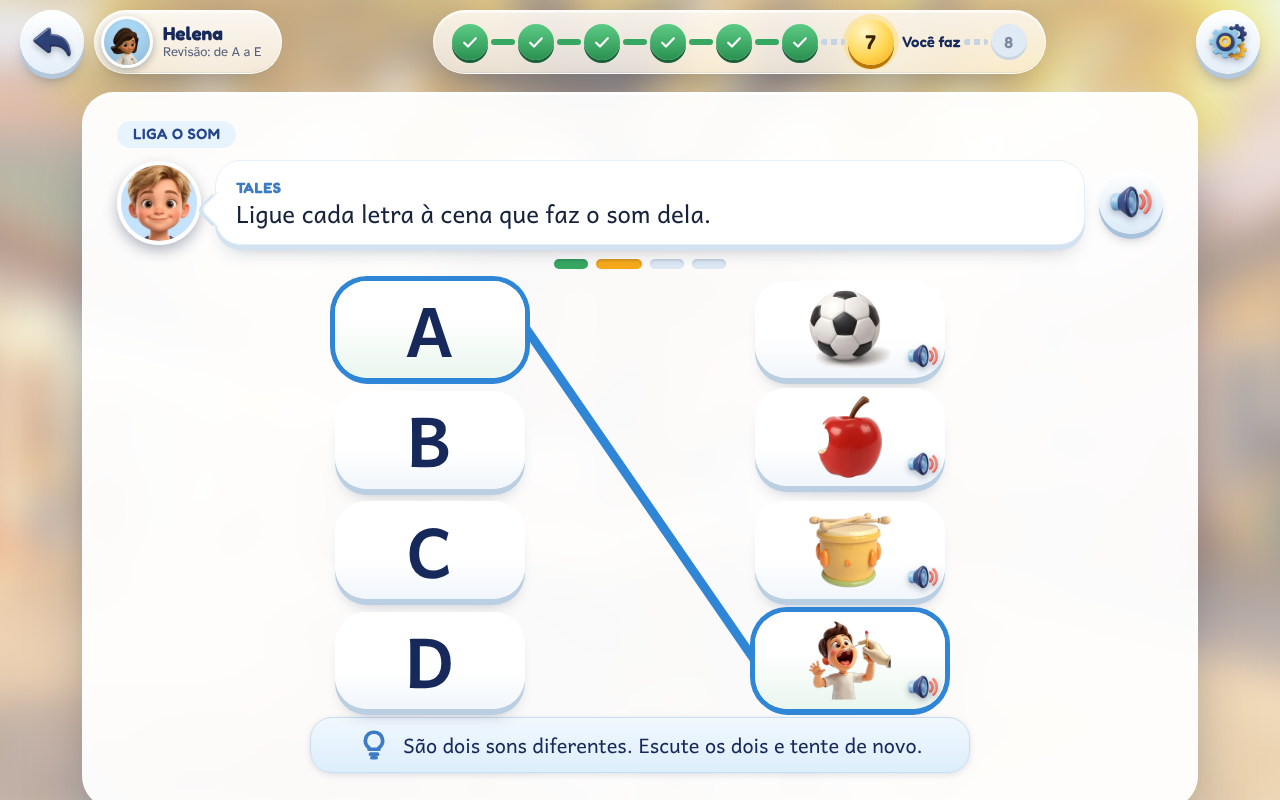 Helena
Revisão: de A a E
7
Você faz
8
LIGA O SOM
TALES
Ligue cada letra à cena que faz o som dela.
A
B
C
D
São dois sons diferentes. Escute os dois e tente de novo.